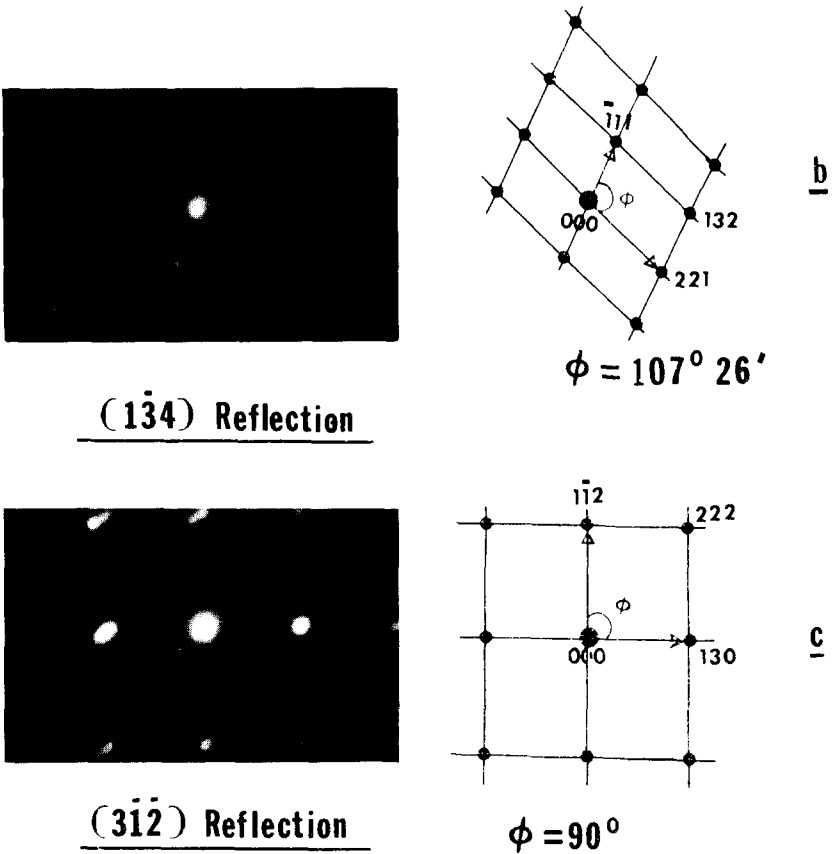 1̄11
b
φ
000
132
221
φ = 107° 26′
(13̄4) Reflection
11̄2
222
φ
c
000
130
(31̄2̄) Reflection
φ = 90°